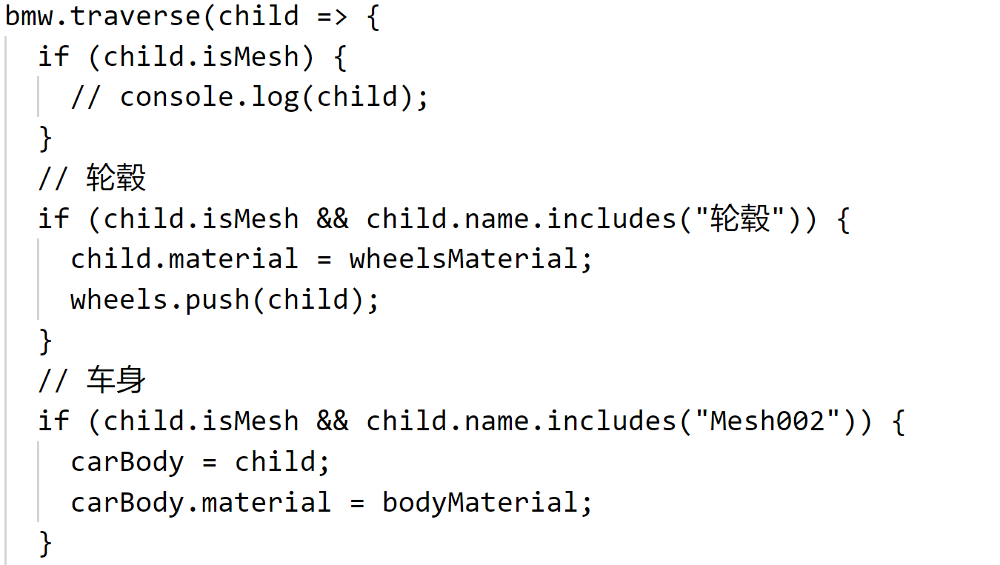 bmw.traverse(child => {
if (child.isMesh) {
// console.log(child);
}
// 轮毂
if (child.isMesh && child.name.includes("轮毂")) {
child.material = wheelsMaterial;
wheels.push(child);
}
// 车身
if (child.isMesh && child.name.includes("Mesh002")) {
carBody = child;
carBody.material = bodyMaterial;
}